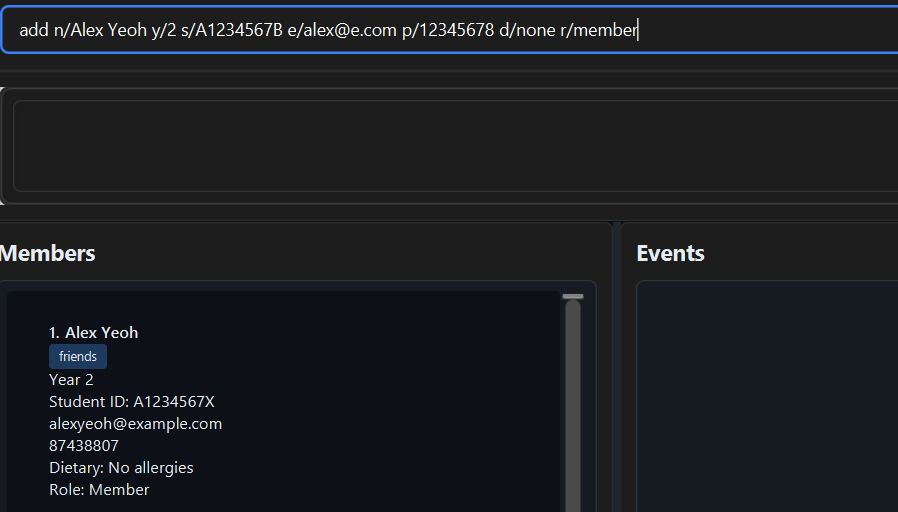 add n/Alex Yeoh y/2 s/A1234567B e/alex@e.com p/12345678 d/none r/member
Members
1. Alex Yeoh
friends
Year 2
Student ID: A1234567X
alexyeoh@example.com
87438807
Dietary: No allergies
Role: Member
Events